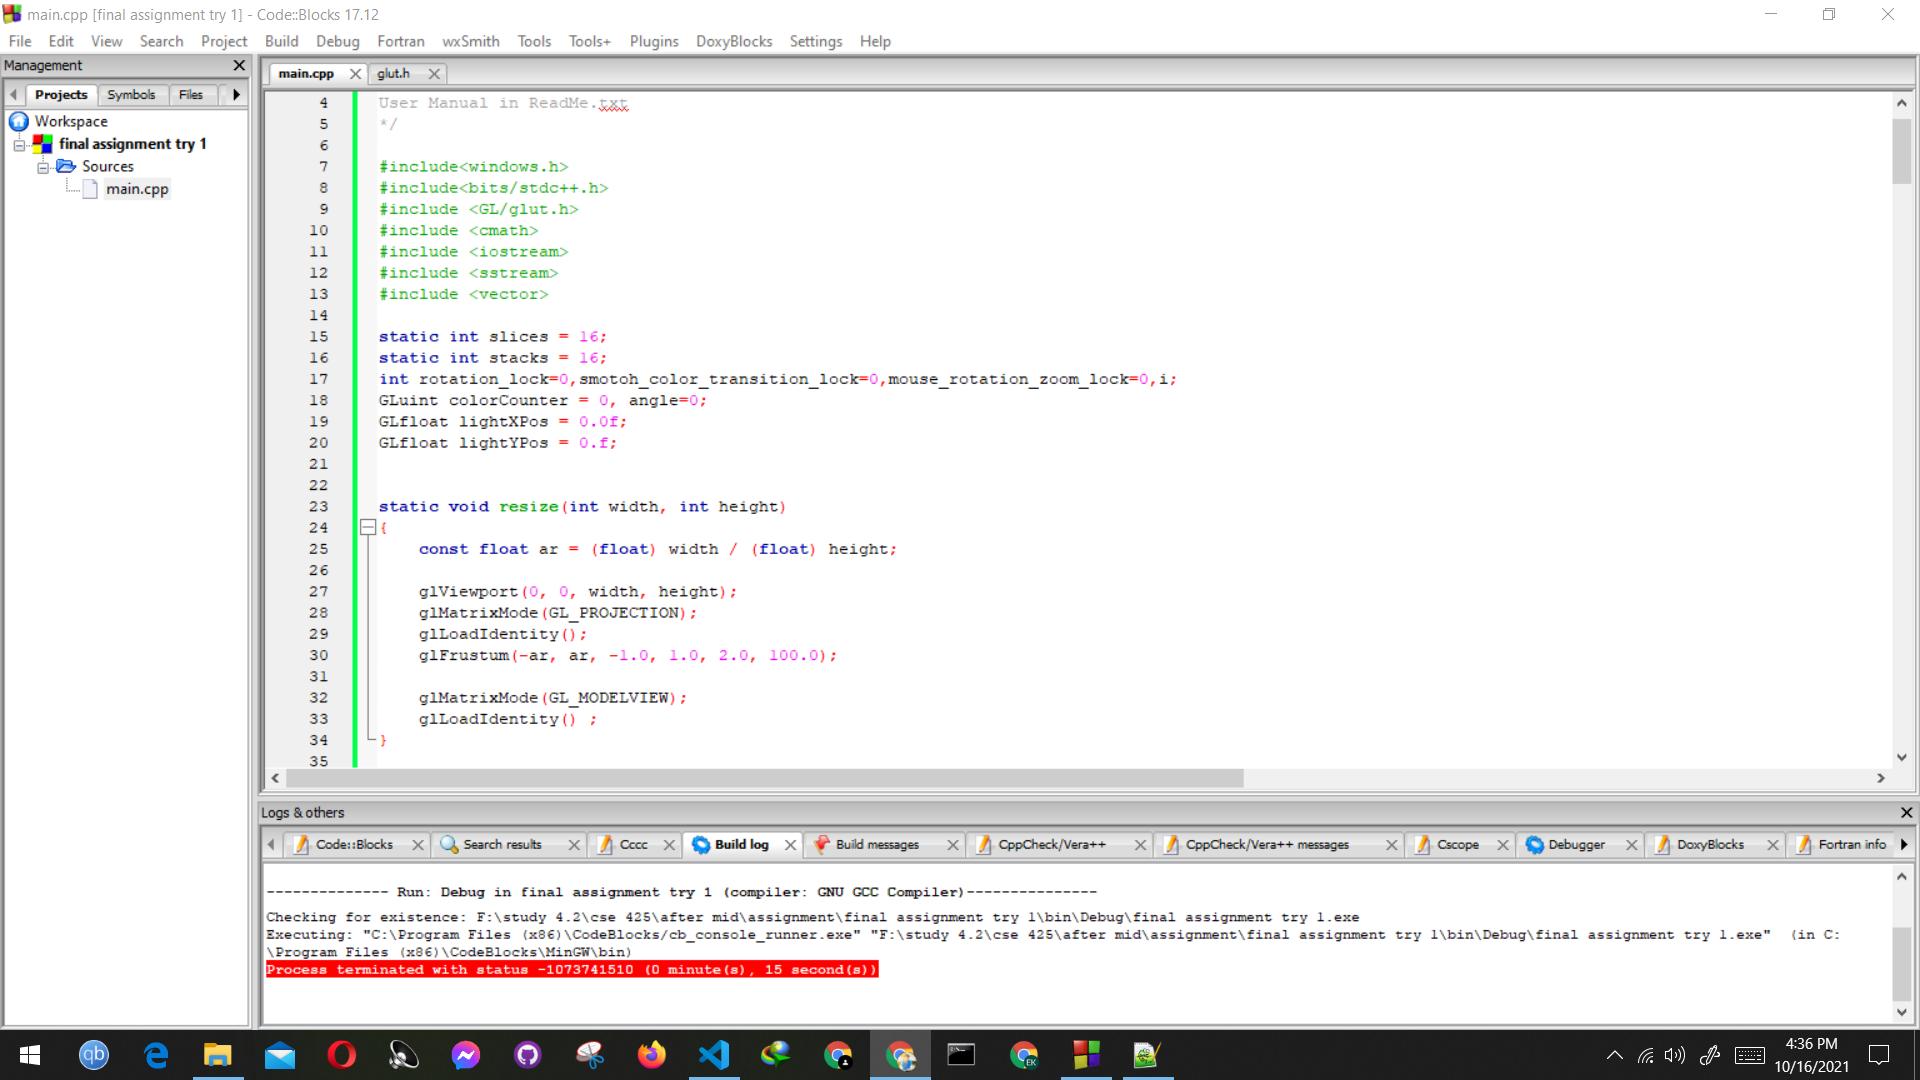 main.cpp [final assignment try 1] - Code::Blocks 17.12
File Edit View Search Project Build Debug Fortran wxSmith Tools Tools+ Plugins DoxyBlocks Settings Help
Management
Projects Symbols Files
Workspace
final assignment try 1
Sources
main.cpp
main.cpp glut.h
4 User Manual in ReadMe.txt
5 */
6
7 #include<windows.h>
8 #include<bits/stdc++.h>
9 #include <GL/glut.h>
10 #include <cmath>
11 #include <iostream>
12 #include <sstream>
13 #include <vector>
14
15 static int slices = 16;
16 static int stacks = 16;
17 int rotation_lock=0,smotoh_color_transition_lock=0,mouse_rotation_zoom_lock=0,i;
18 GLuint colorCounter = 0, angle=0;
19 GLfloat lightXPos = 0.0f;
20 GLfloat lightYPos = 0.f;
21
22
23 static void resize(int width, int height)
24 {
25 const float ar = (float) width / (float) height;
26
27 glViewport(0, 0, width, height);
28 glMatrixMode(GL_PROJECTION);
29 glLoadIdentity();
30 glFrustum(-ar, ar, -1.0, 1.0, 2.0, 100.0);
31
32 glMatrixMode(GL_MODELVIEW);
33 glLoadIdentity() ;
34 }
35
Logs & others
Code::Blocks Search results Cccc Build log Build messages CppCheck/Vera++ CppCheck/Vera++ messages Cscope Debugger DoxyBlocks Fortran info
-------------- Run: Debug in final assignment try 1 (compiler: GNU GCC Compiler)---------------
Checking for existence: F:\study 4.2\cse 425\after mid\assignment\final assignment try 1\bin\Debug\final assignment try 1.exe
Executing: "C:\Program Files (x86)\CodeBlocks/cb_console_runner.exe" "F:\study 4.2\cse 425\after mid\assignment\final assignment try 1\bin\Debug\final assignment try 1.exe"  (in C:
\Program Files (x86)\CodeBlocks\MinGW\bin)
Process terminated with status -1073741510 (0 minute(s), 15 second(s))
qb
EK
4:36 PM
10/16/2021